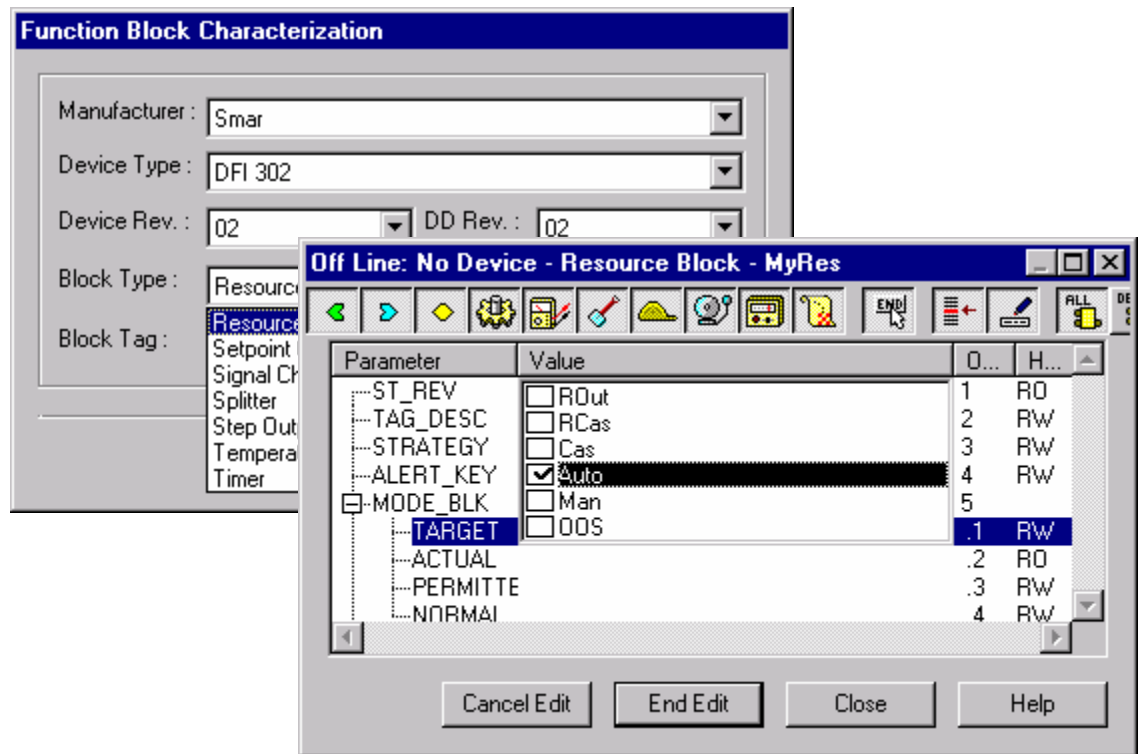 Function Block Characterization
Manufacturer : Smar
Device Type : DFI 302
Device Rev. : 02 DD Rev. : 02
Block Type : Resource
Resource
Setpoint
Signal Ch
Block Tag :
Splitter
Step Out
Tempera
Timer
Off Line: No Device - Resource Block - MyRes
END ALL DE
Parameter Value O... H...
ST_REV ROut 1 RO
TAG_DESC RCas 2 RW
STRATEGY Cas 3 RW
ALERT_KEY Auto 4 RW
MODE_BLK Man 5
TARGET OOS .1 RW
ACTUAL .2 RO
PERMITTE .3 RW
NORMAL .4 RW
Cancel Edit End Edit Close Help